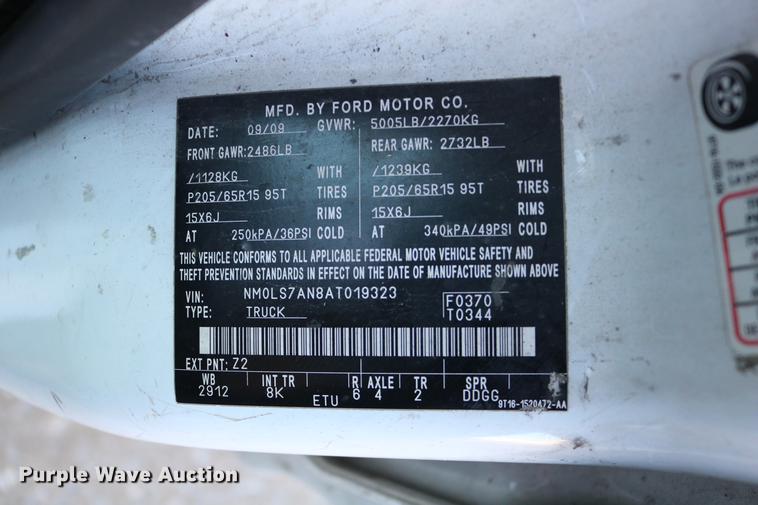 MFD. BY FORD MOTOR CO.
DATE: 09/09 GVWR: 5005LB/2270KG
FRONT GAWR: 2486LB REAR GAWR: 2732LB
/1128KG WITH /1239KG WITH
P205/65R15 95T TIRES P205/65R15 95T TIRES
15X6J RIMS 15X6J RIMS
AT 250kPA/36PSI COLD AT 340kPA/49PSI COLD
THIS VEHICLE CONFORMS TO ALL APPLICABLE FEDERAL MOTOR VEHICLE SAFETY AND
THEFT PREVENTION STANDARDS IN EFFECT ON THE DATE OF MANUFACTURE SHOWN ABOVE
VIN: NM0LS7AN8AT019323 F0370
TYPE: TRUCK T0344
EXT PNT: Z2
WB INT TR R AXLE TR SPR
2912 8K 6 4 2 DDGG
ETU
9T16-1520472-AA
The co
La pa
Purple Wave Auction